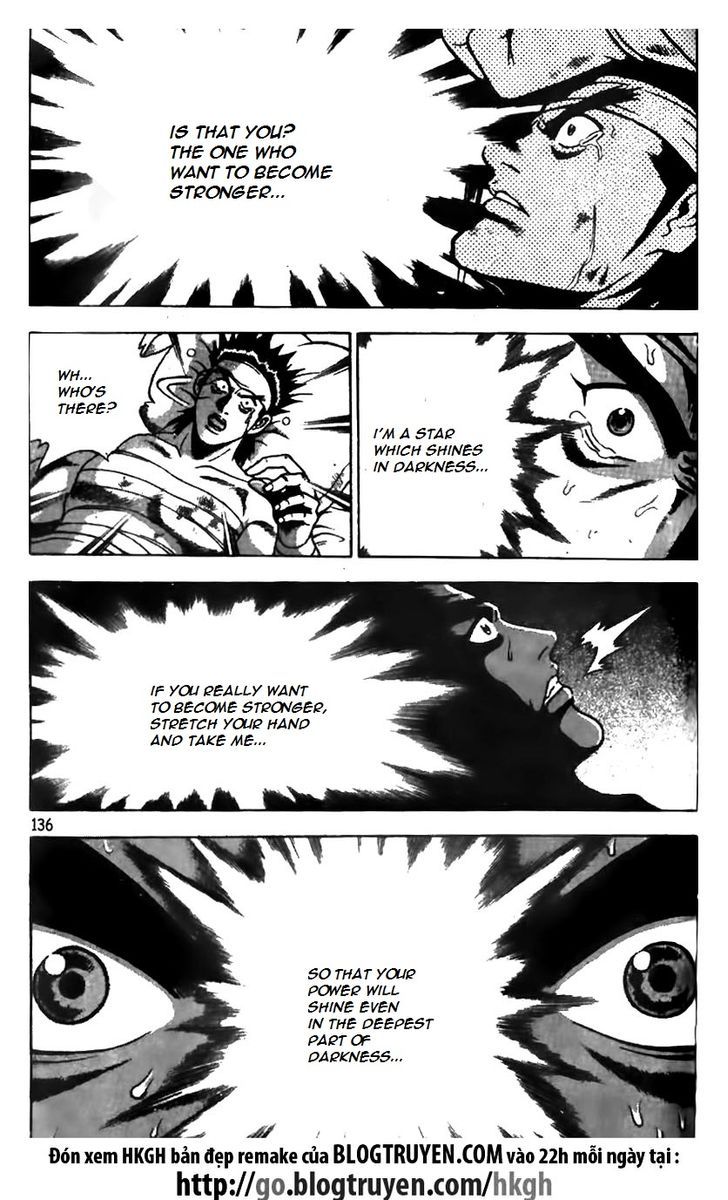 IS THAT YOU?
THE ONE WHO
WANT TO BECOME
STRONGER...
WH...
WHO'S
THERE?
I'M A STAR
WHICH SHINES
IN DARKNESS...
IF YOU REALLY WANT
TO BECOME STRONGER,
STRETCH YOUR HAND
AND TAKE ME...
136
SO THAT YOUR
POWER WILL
SHINE EVEN
IN THE DEEPEST
PART OF
DARKNESS...
Đón xem HKGH bản đẹp remake của BLOGTRUYEN.COM vào 22h mỗi ngày tại :
http://go.blogtruyen.com/hkgh